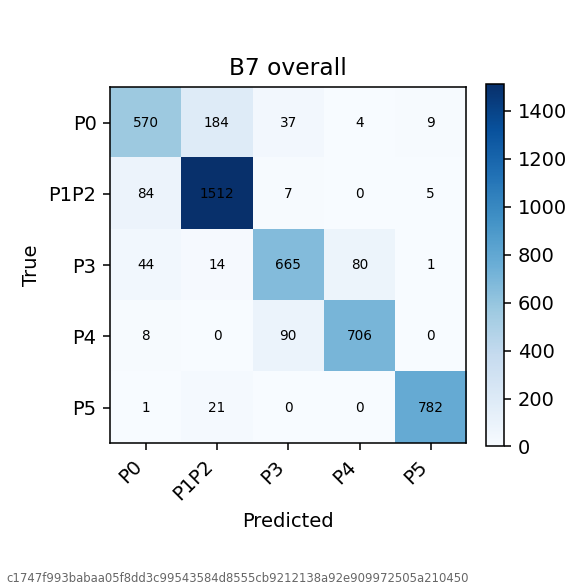 B7 overall
True
P0 570 184 37 4 9
P1P2 84 1512 7 0 5
P3 44 14 665 80 1
P4 8 0 90 706 0
P5 1 21 0 0 782
P0 P1P2 P3 P4 P5
Predicted
1400
1200
1000
800
600
400
200
0
c1747f993babaa05f8dd3c99543584d8555cb9212138a92e909972505a210450